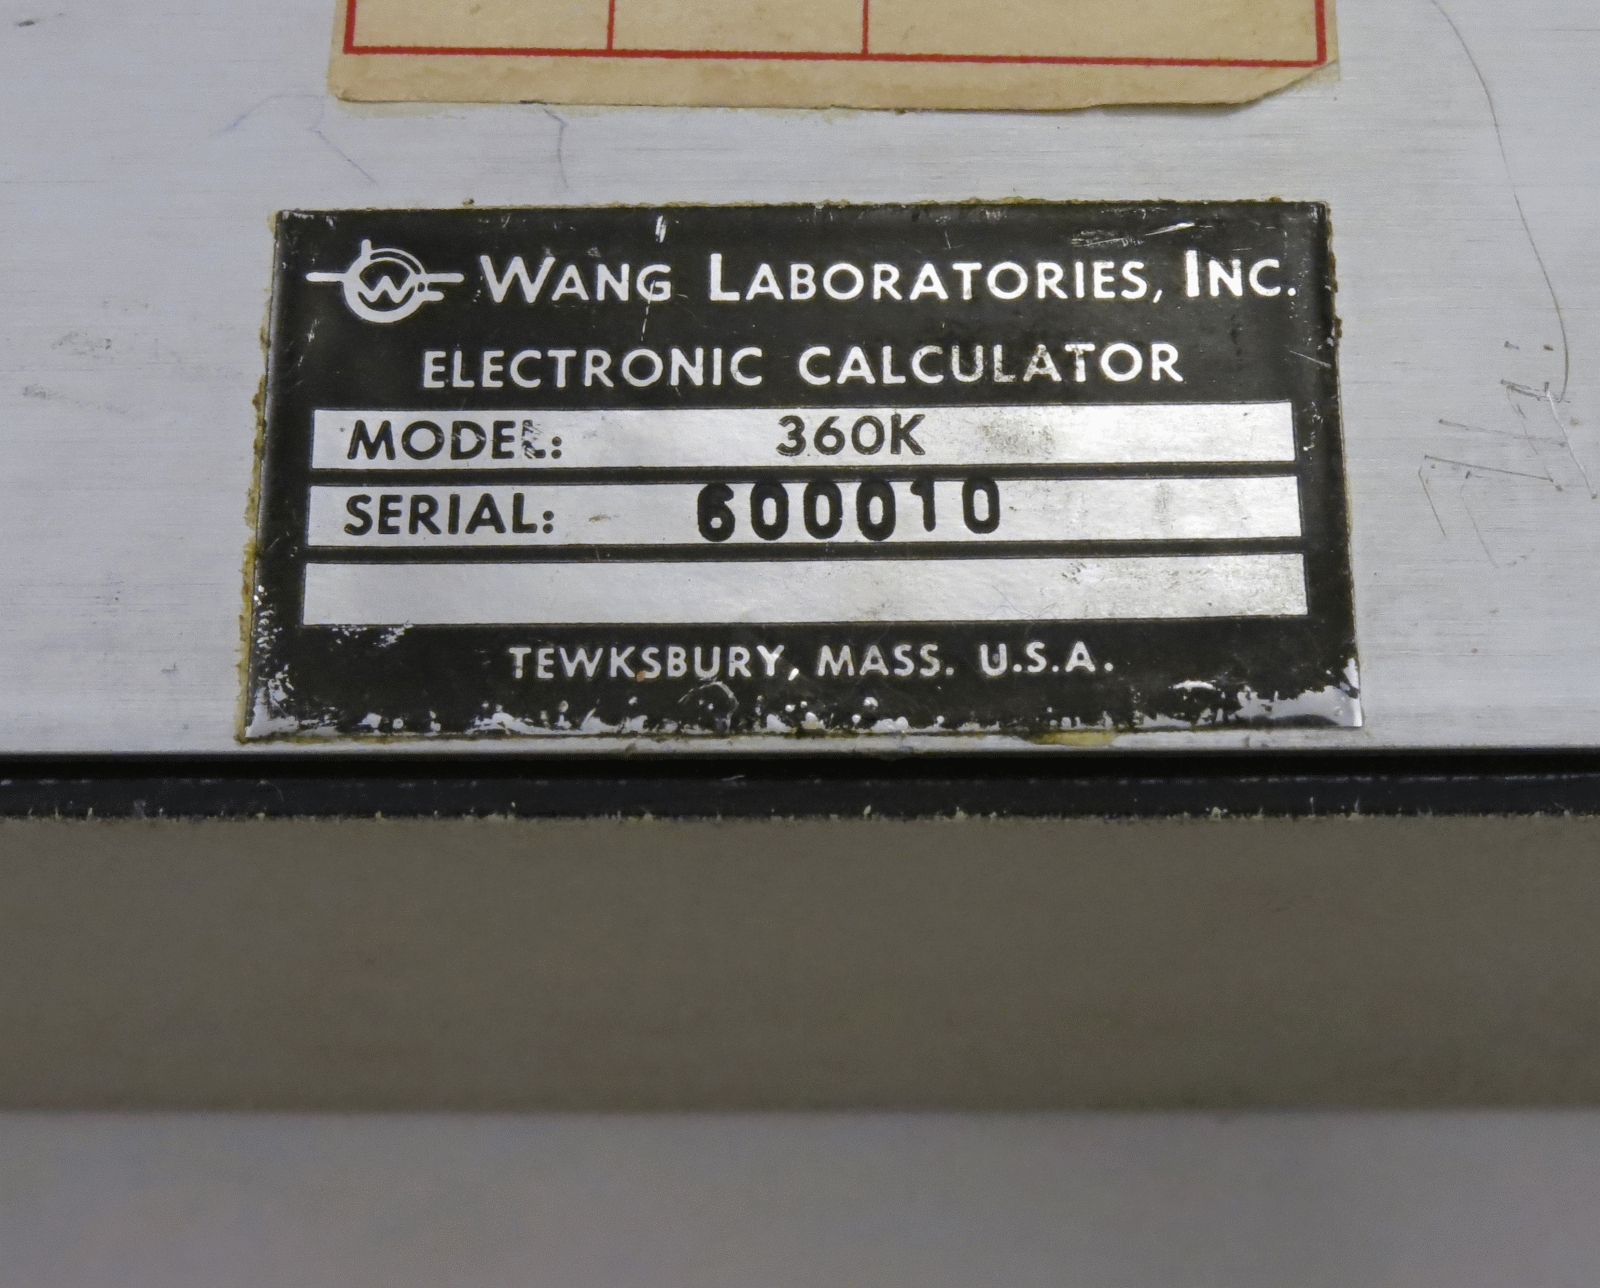 W WANG LABORATORIES, INC.
ELECTRONIC CALCULATOR
MODEL: 360K
SERIAL: 600010
TEWKSBURY, MASS. U.S.A.